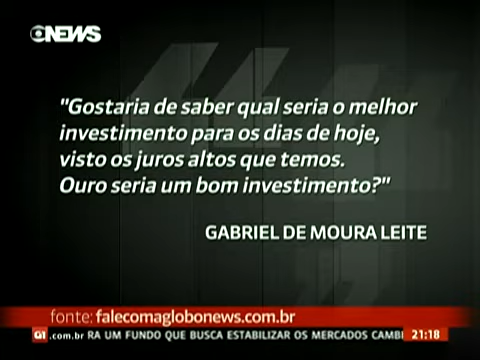 NEWS
"Gostaria de saber qual seria o melhor
investimento para os dias de hoje,
visto os juros altos que temos.
Ouro seria um bom investimento?"
GABRIEL DE MOURA LEITE
fonte: falecomaglobonews.com.br
G1 .com.br RA UM FUNDO QUE BUSCA ESTABILIZAR OS MERCADOS CAMBI 21:18